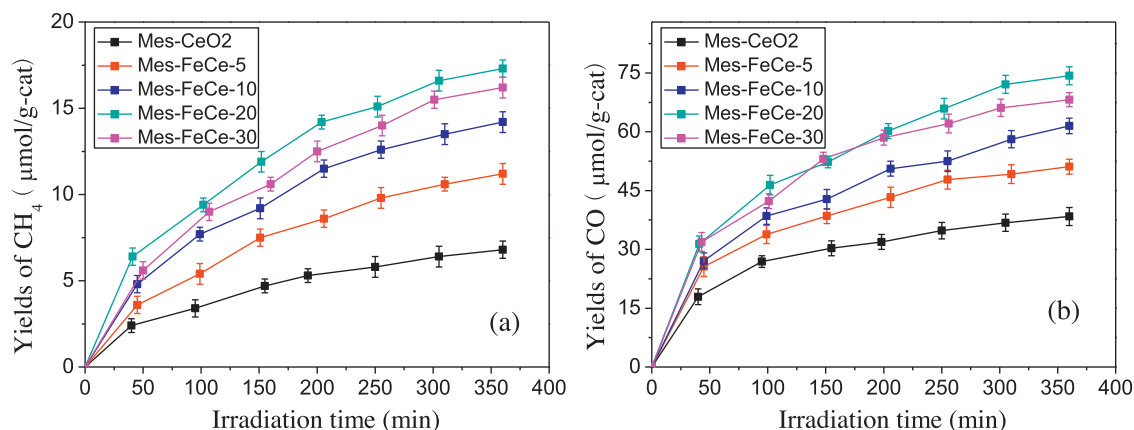 20
15
10
5
0
Yields of CH4 ( μmol/g-cat)
Mes-CeO2
Mes-FeCe-5
Mes-FeCe-10
Mes-FeCe-20
Mes-FeCe-30
(a)
0 50 100 150 200 250 300 350 400
Irradiation time (min)
75
60
45
30
15
0
Yields of CO ( μmol/g-cat)
Mes-CeO2
Mes-FeCe-5
Mes-FeCe-10
Mes-FeCe-20
Mes-FeCe-30
(b)
0 50 100 150 200 250 300 350 400
Irradiation time (min)